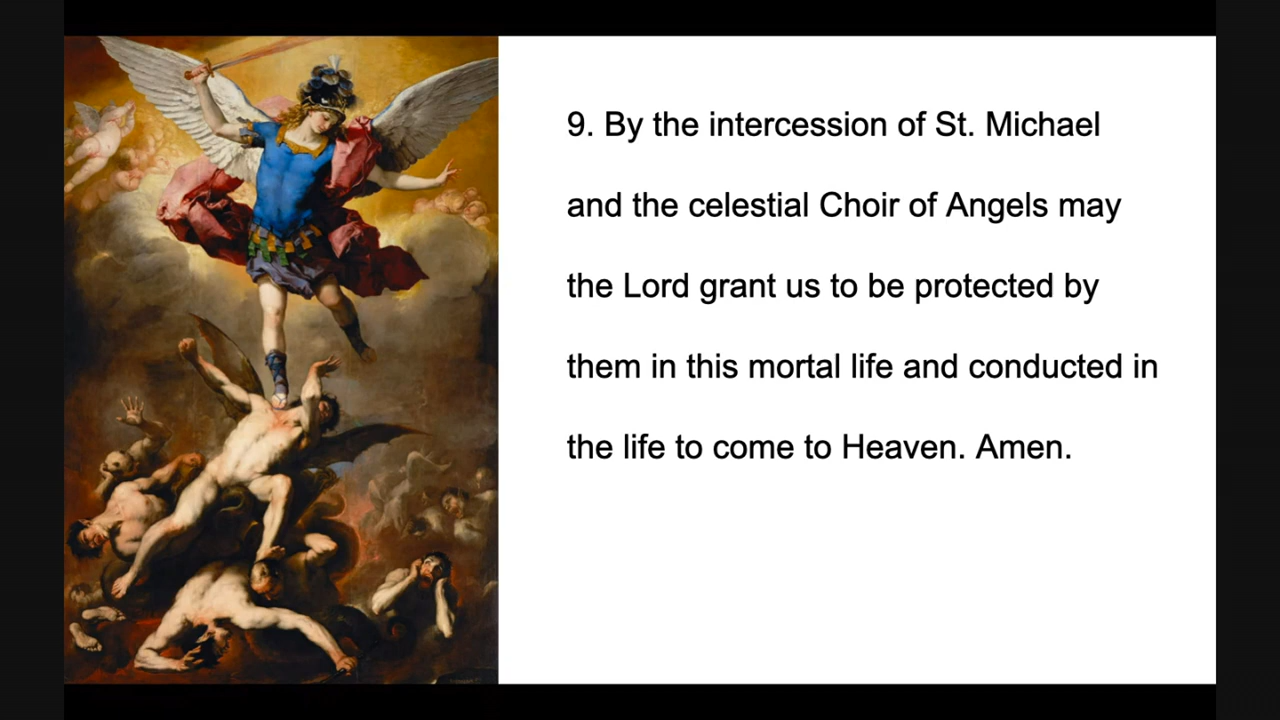 9. By the intercession of St. Michael
and the celestial Choir of Angels may
the Lord grant us to be protected by
them in this mortal life and conducted in
the life to come to Heaven. Amen.